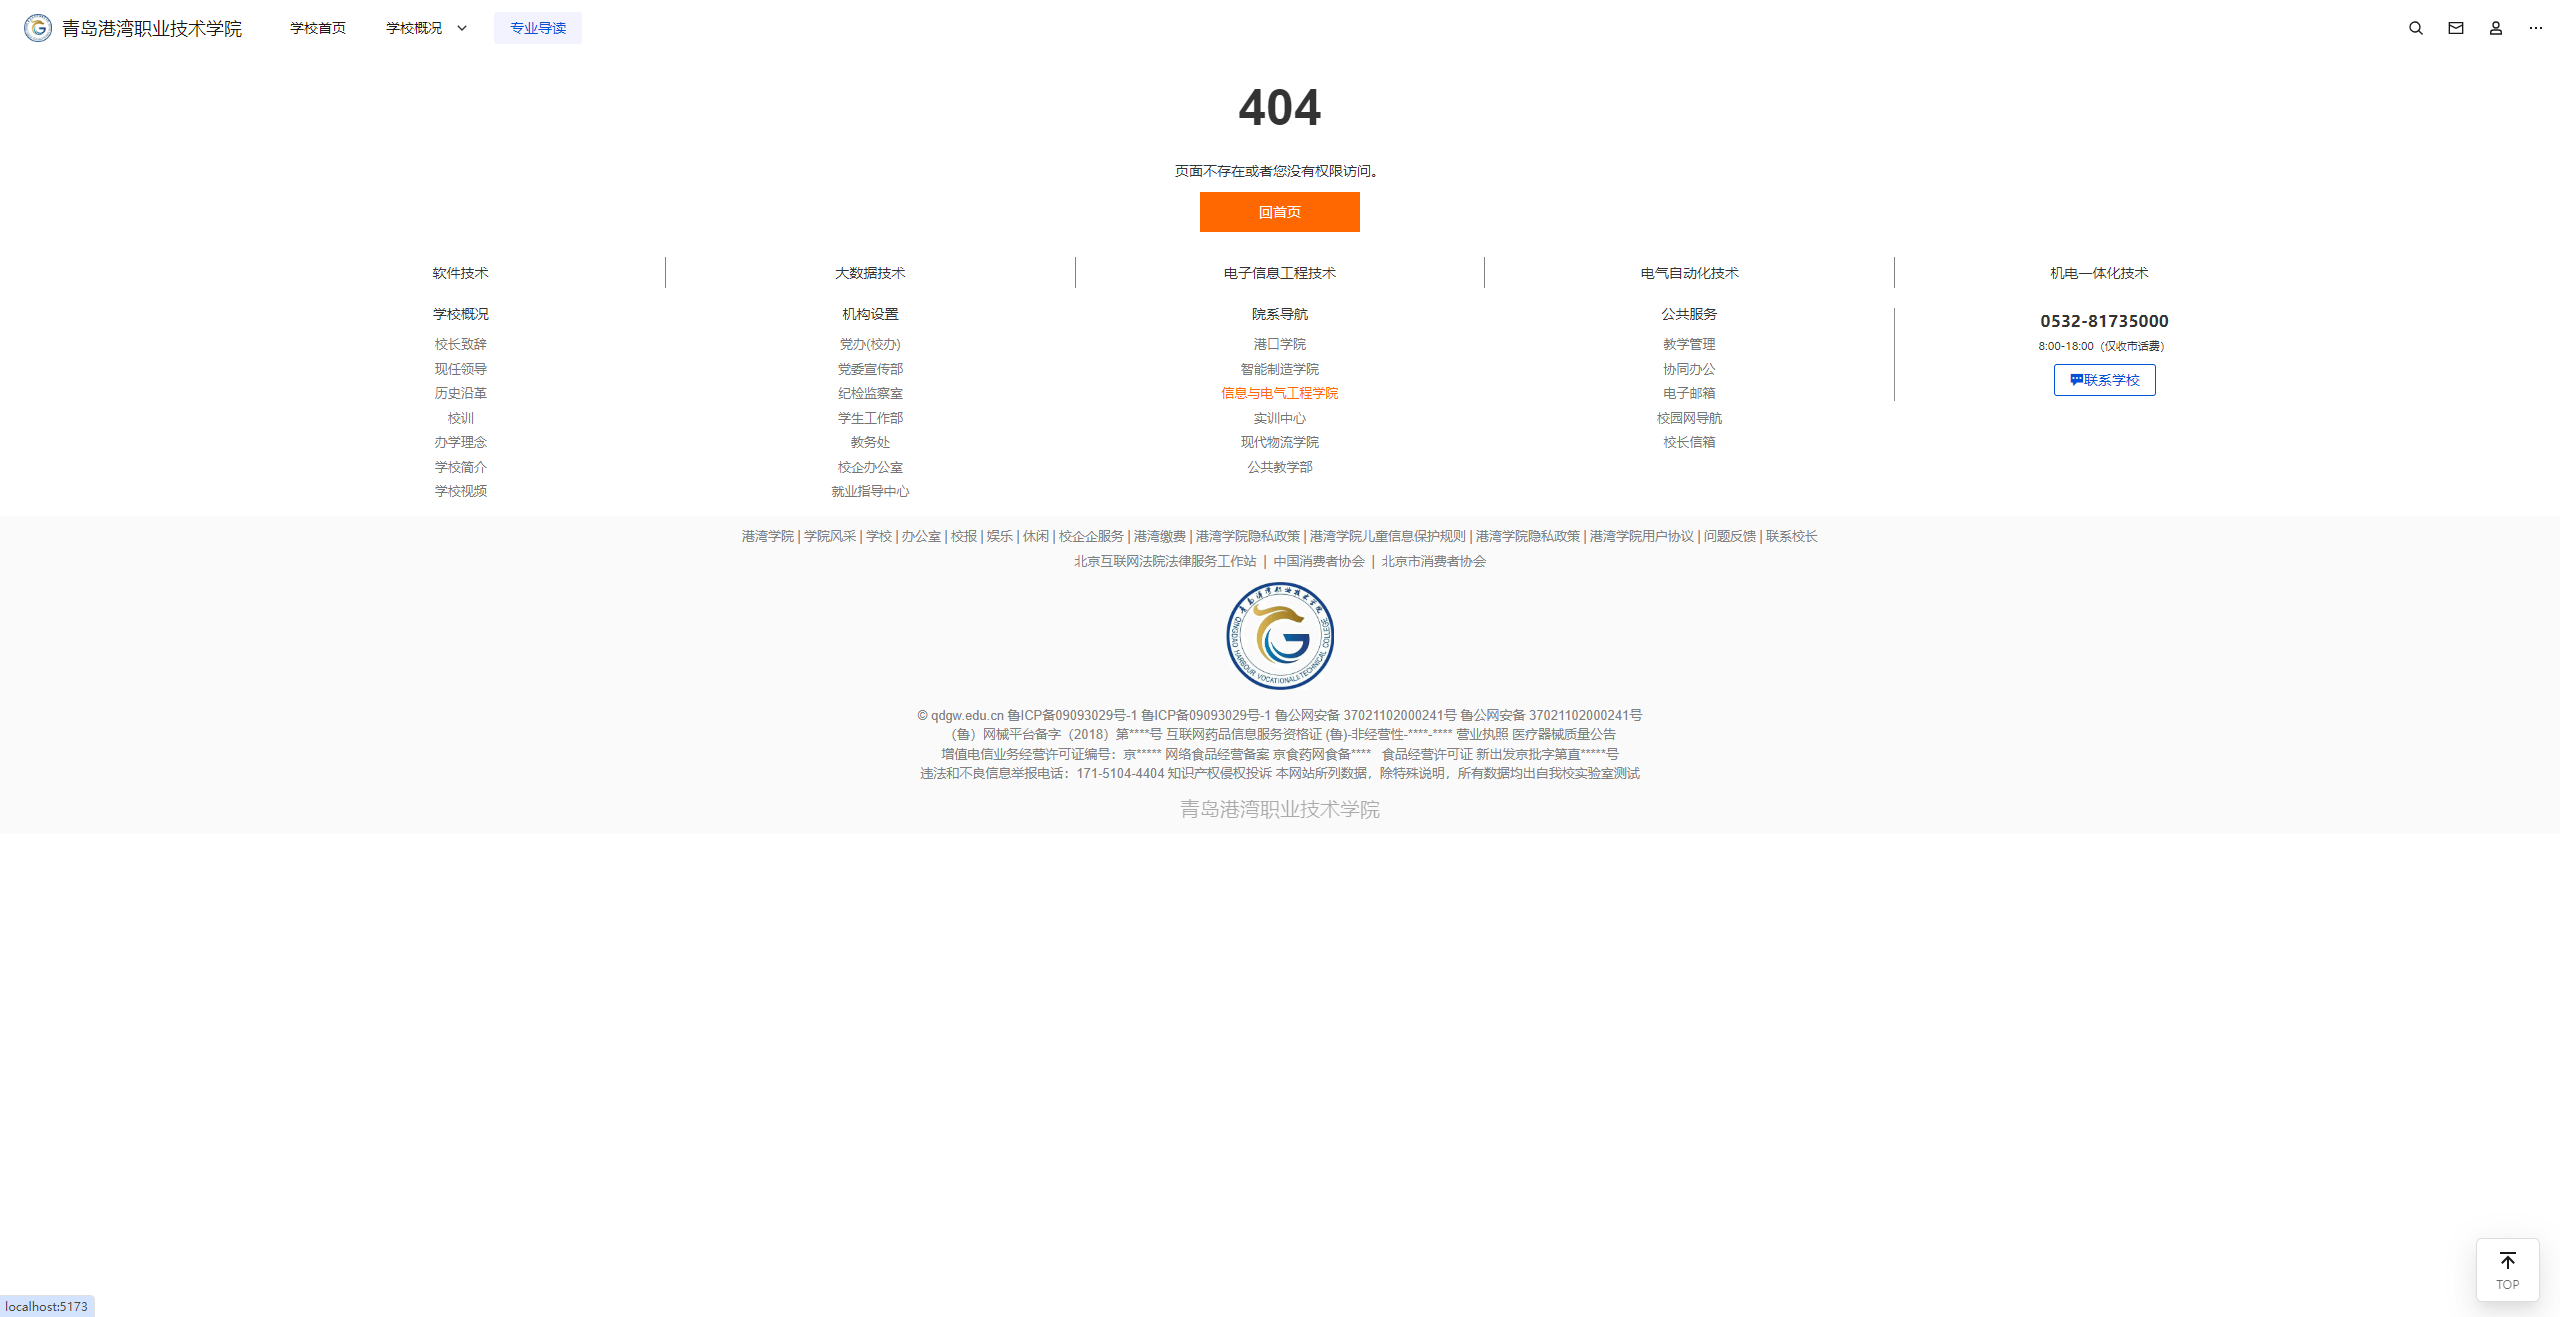 青岛港湾职业技术学院 学校首页 学校概况 专业导读
404
页面不存在或者您没有权限访问。
回首页
软件技术 大数据技术 电子信息工程技术 电气自动化技术 机电一体化技术
学校概况 机构设置 院系导航 公共服务 0532-81735000
校长致辞 党办(校办) 港口学院 教学管理 8:00-18:00（仅收市话费）
现任领导 党委宣传部 智能制造学院 协同办公 联系学校
历史沿革 纪检监察室 信息与电气工程学院 电子邮箱
校训 学生工作部 实训中心 校园网导航
办学理念 教务处 现代物流学院 校长信箱
学校简介 校企办公室 公共教学部
学校视频 就业指导中心
港湾学院 | 学院风采 | 学校 | 办公室 | 校报 | 娱乐 | 休闲 | 校企企服务 | 港湾缴费 | 港湾学院隐私政策 | 港湾学院儿童信息保护规则 | 港湾学院隐私政策 | 港湾学院用户协议 | 问题反馈 | 联系校长
北京互联网法院法律服务工作站 | 中国消费者协会 | 北京市消费者协会
青岛港湾职业技术学院
QINGDAO HARBOUR VOCATIONAL&TECHNICAL COLLEGE
© qdgw.edu.cn 鲁ICP备09093029号-1 鲁ICP备09093029号-1 鲁公网安备 37021102000241号 鲁公网安备 37021102000241号
（鲁）网械平台备字（2018）第****号 互联网药品信息服务资格证 (鲁)-非经营性-****-**** 营业执照 医疗器械质量公告
增值电信业务经营许可证编号：京***** 网络食品经营备案 京食药网食备**** 食品经营许可证 新出发京批字第直*****号
违法和不良信息举报电话：171-5104-4404 知识产权侵权投诉 本网站所列数据，除特殊说明，所有数据均出自我校实验室测试
青岛港湾职业技术学院
TOP
localhost:5173